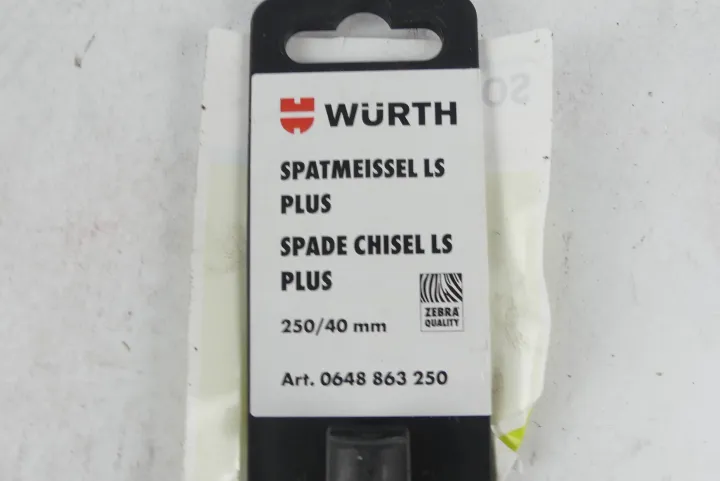 WÜRTH
SPATMEISSEL LS
PLUS
SPADE CHISEL LS
PLUS
250/40 mm
ZEBRA
QUALITY
Art. 0648 863 250